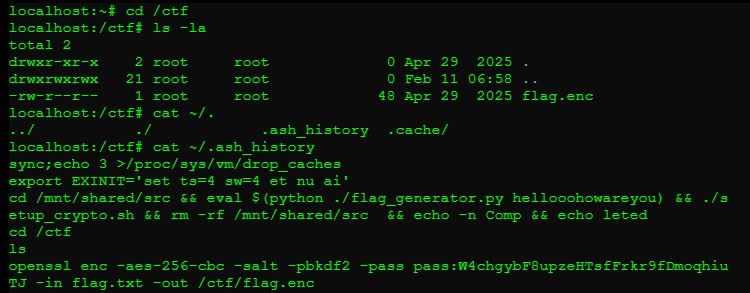 localhost:~# cd /ctf
localhost:/ctf# ls -la
total 2
drwxr-xr-x    2 root     root             0 Apr 29  2025 .
drwxrwxrwx   21 root     root             0 Feb 11 06:58 ..
-rw-r--r--    1 root     root            48 Apr 29  2025 flag.enc
localhost:/ctf# cat ~/.
../             ./              .ash_history    .cache/
localhost:/ctf# cat ~/.ash_history
sync;echo 3 >/proc/sys/vm/drop_caches
export EXINIT='set ts=4 sw=4 et nu ai'
cd /mnt/shared/src && eval $(python ./flag_generator.py hellooohowareyou) && ./s
etup_crypto.sh && rm -rf /mnt/shared/src  && echo -n Comp && echo leted
cd /ctf
ls
openssl enc -aes-256-cbc -salt -pbkdf2 -pass pass:W4chgybF8upzeHTsfFrkr9fDmoqhiu
TJ -in flag.txt -out /ctf/flag.enc